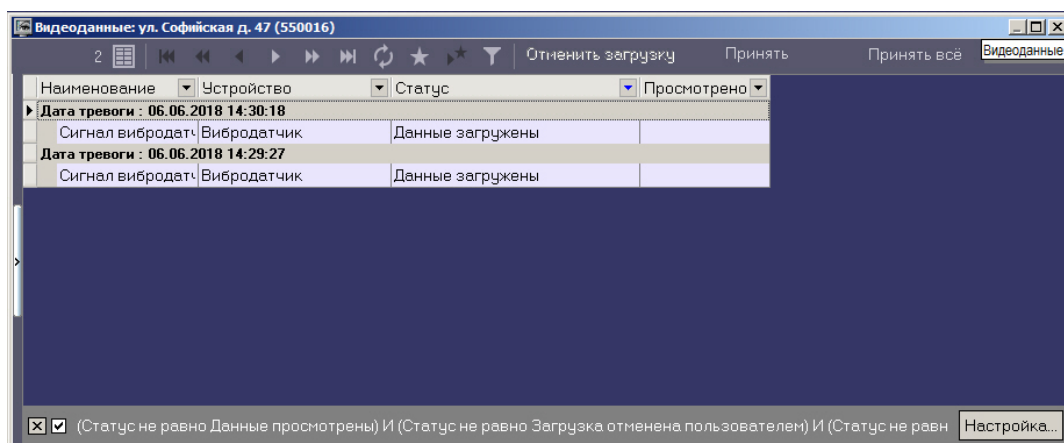 Видеоданные: ул. Софийская д. 47 (550016)
2 Отменить загрузку Принять Принять всё Видеоданные
Наименование Устройство Статус Просмотрено
Дата тревоги : 06.06.2018 14:30:18
Сигнал вибродатч Вибродатчик Данные загружены
Дата тревоги : 06.06.2018 14:29:27
Сигнал вибродатч Вибродатчик Данные загружены
(Статус не равно Данные просмотрены) И (Статус не равно Загрузка отменена пользователем) И (Статус не равн Настройка...